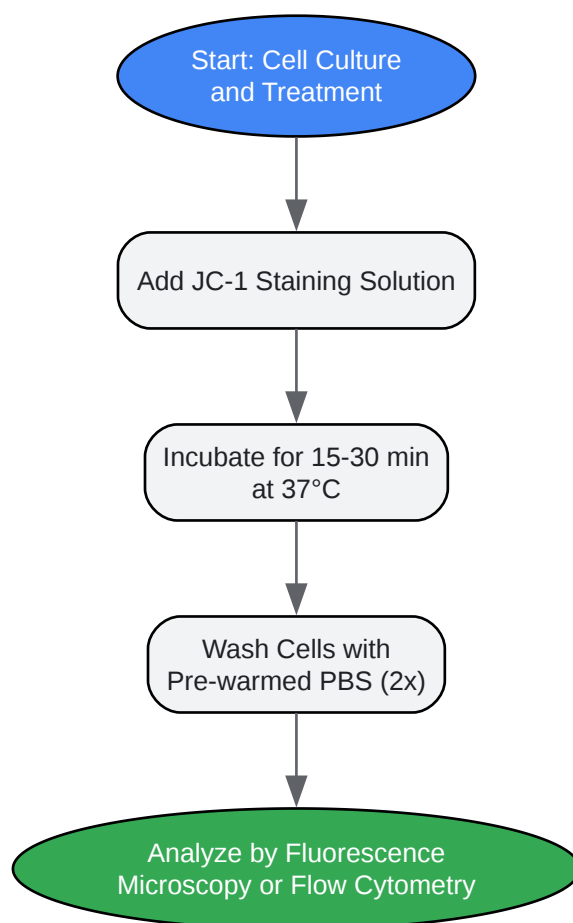 Start: Cell Culture
and Treatment
Add JC-1 Staining Solution
Incubate for 15-30 min
at 37°C
Wash Cells with
Pre-warmed PBS (2x)
Analyze by Fluorescence
Microscopy or Flow Cytometry